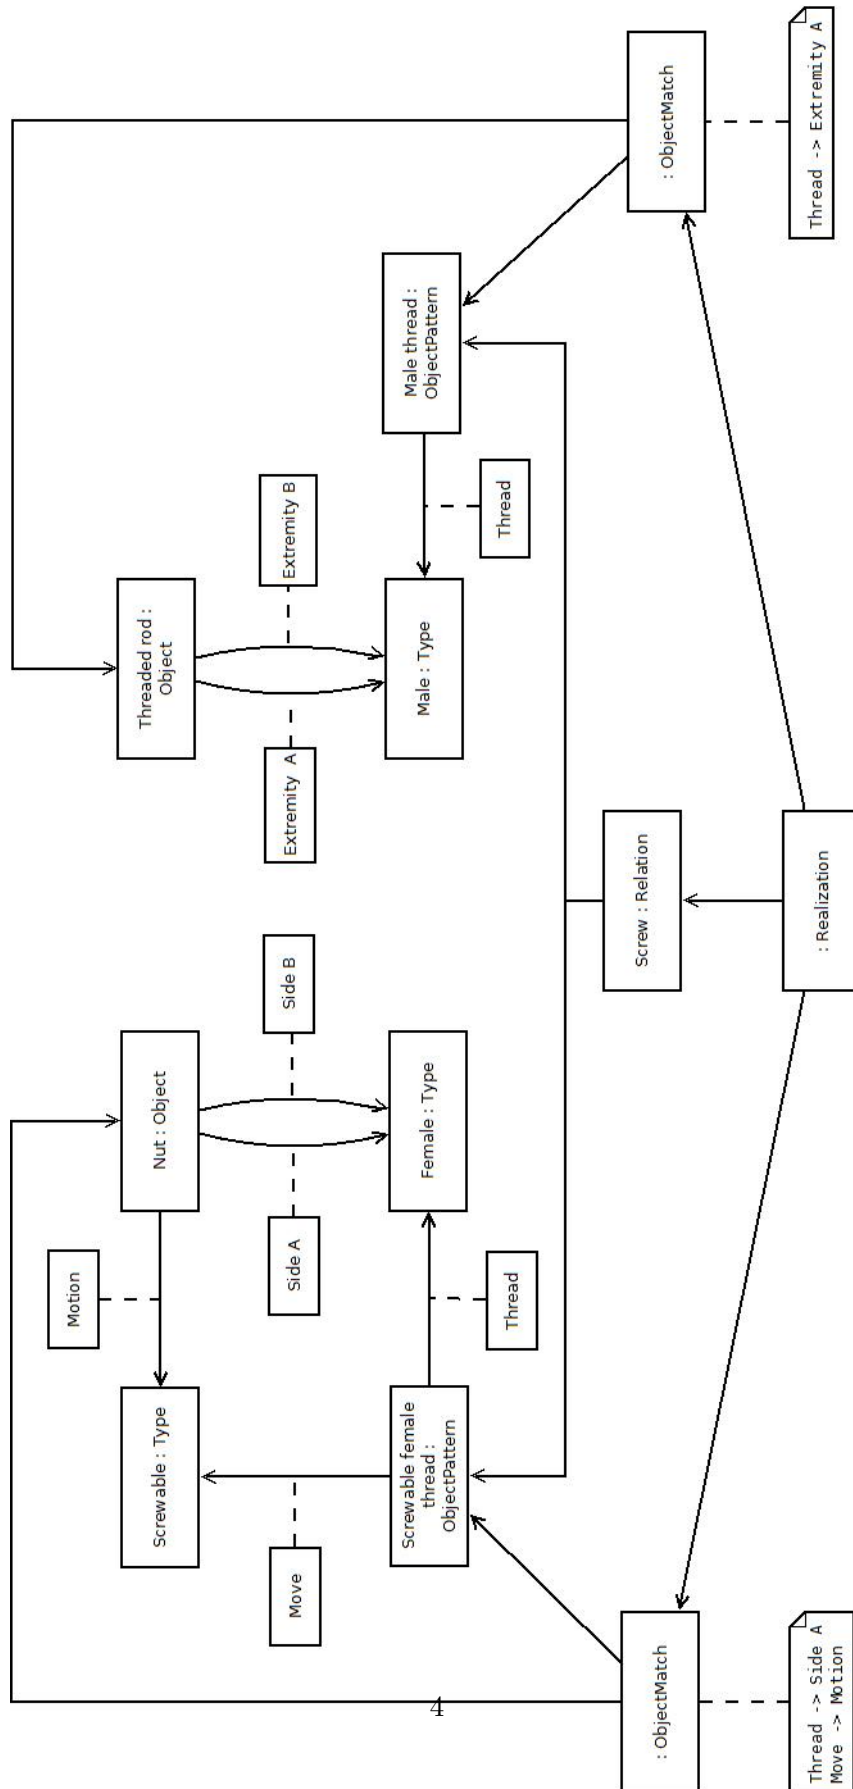 Motion
Screwable : Type
Nut : Object
Threaded rod :
Object
Move
Side A
Side B
Extremity  A
Extremity B
Screwable female
thread :
ObjectPattern
Female : Type
Male : Type
Male thread :
ObjectPattern
Thread
Thread
: ObjectMatch
Screw : Relation
: ObjectMatch
Thread -> Side A
Move -> Motion
: Realization
Thread -> Extremity A
4